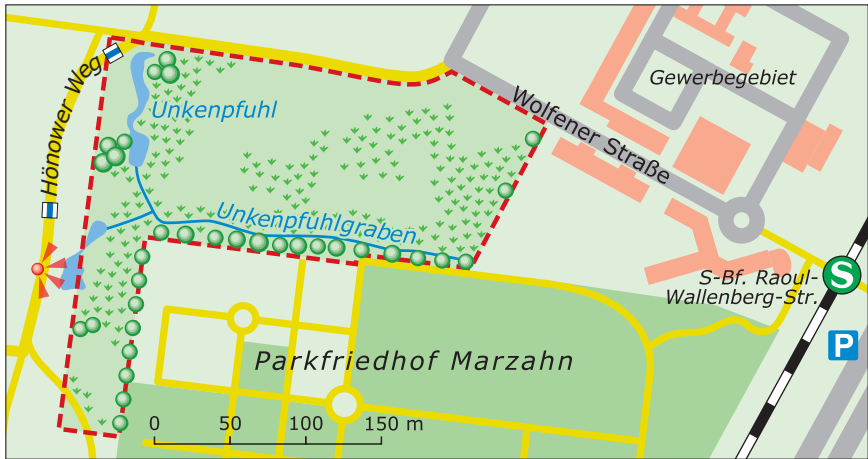 Hönower Weg
Unkenpfuhl
Unkenpfuhlgraben
Wolfener Straße
Gewerbegebiet
S-Bf. Raoul-
Wallenberg-Str.
S
P
Parkfriedhof Marzahn
0 50 100 150 m